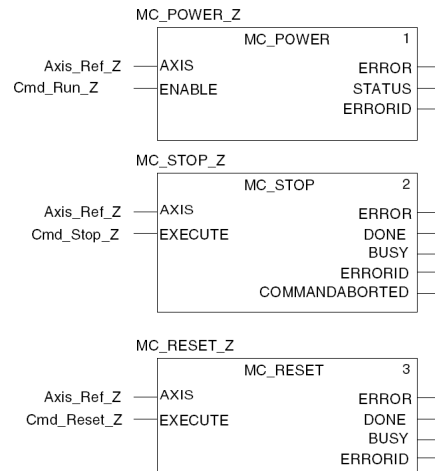 MC_POWER_Z
MC_POWER 1
Axis_Ref_Z AXIS ERROR
Cmd_Run_Z ENABLE STATUS
ERRORID
MC_STOP_Z
MC_STOP 2
Axis_Ref_Z AXIS ERROR
Cmd_Stop_Z EXECUTE DONE
BUSY
ERRORID
COMMANDABORTED
MC_RESET_Z
MC_RESET 3
Axis_Ref_Z AXIS ERROR
Cmd_Reset_Z EXECUTE DONE
BUSY
ERRORID